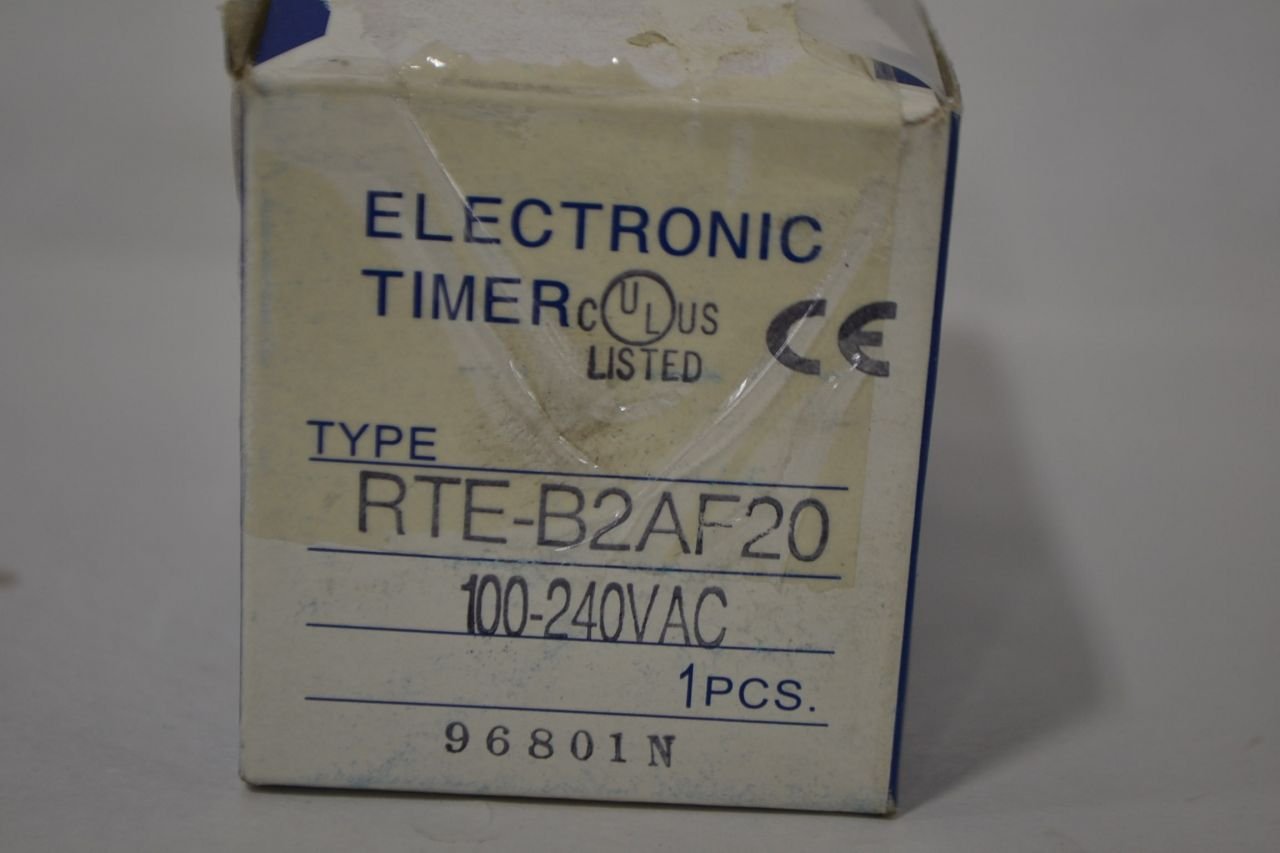 ELECTRONIC
TIMER C UL US
LISTED
CE
TYPE
RTE-B2AF20
100-240VAC
1PCS.
96801N